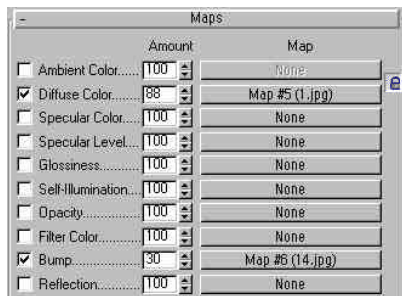 - Maps
Amount Map
Ambient Color...... 100 None
Diffuse Color......... 88 Map #5 (1.jpg)
Specular Color..... 100 None
Specular Level.... 100 None
Glossiness............ 100 None
Self-Illumination.... 100 None
Opacity................. 100 None
Filter Color............ 100 None
Bump.................... 30 Map #6 (14.jpg)
Reflection............. 100 None